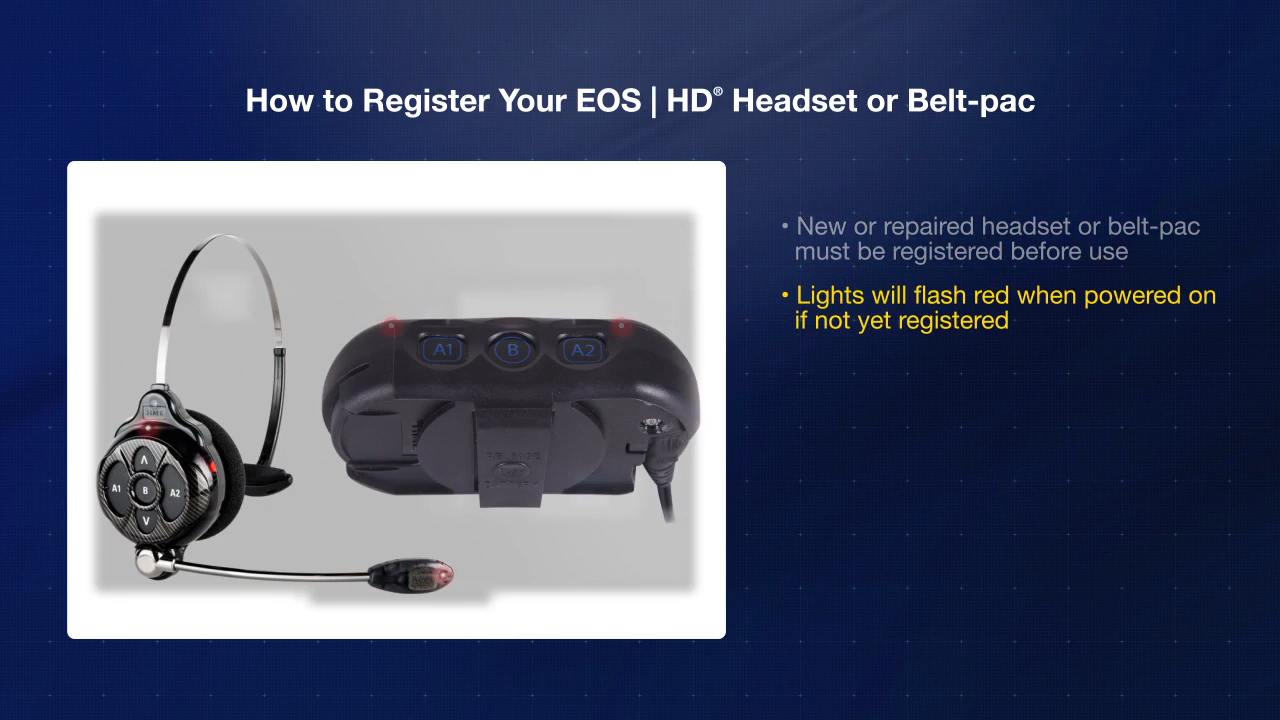 How to Register Your EOS | HD® Headset or Belt-pac
• New or repaired headset or belt-pac
must be registered before use
• Lights will flash red when powered on
if not yet registered
A1 B A2
Λ
A1 B A2
V